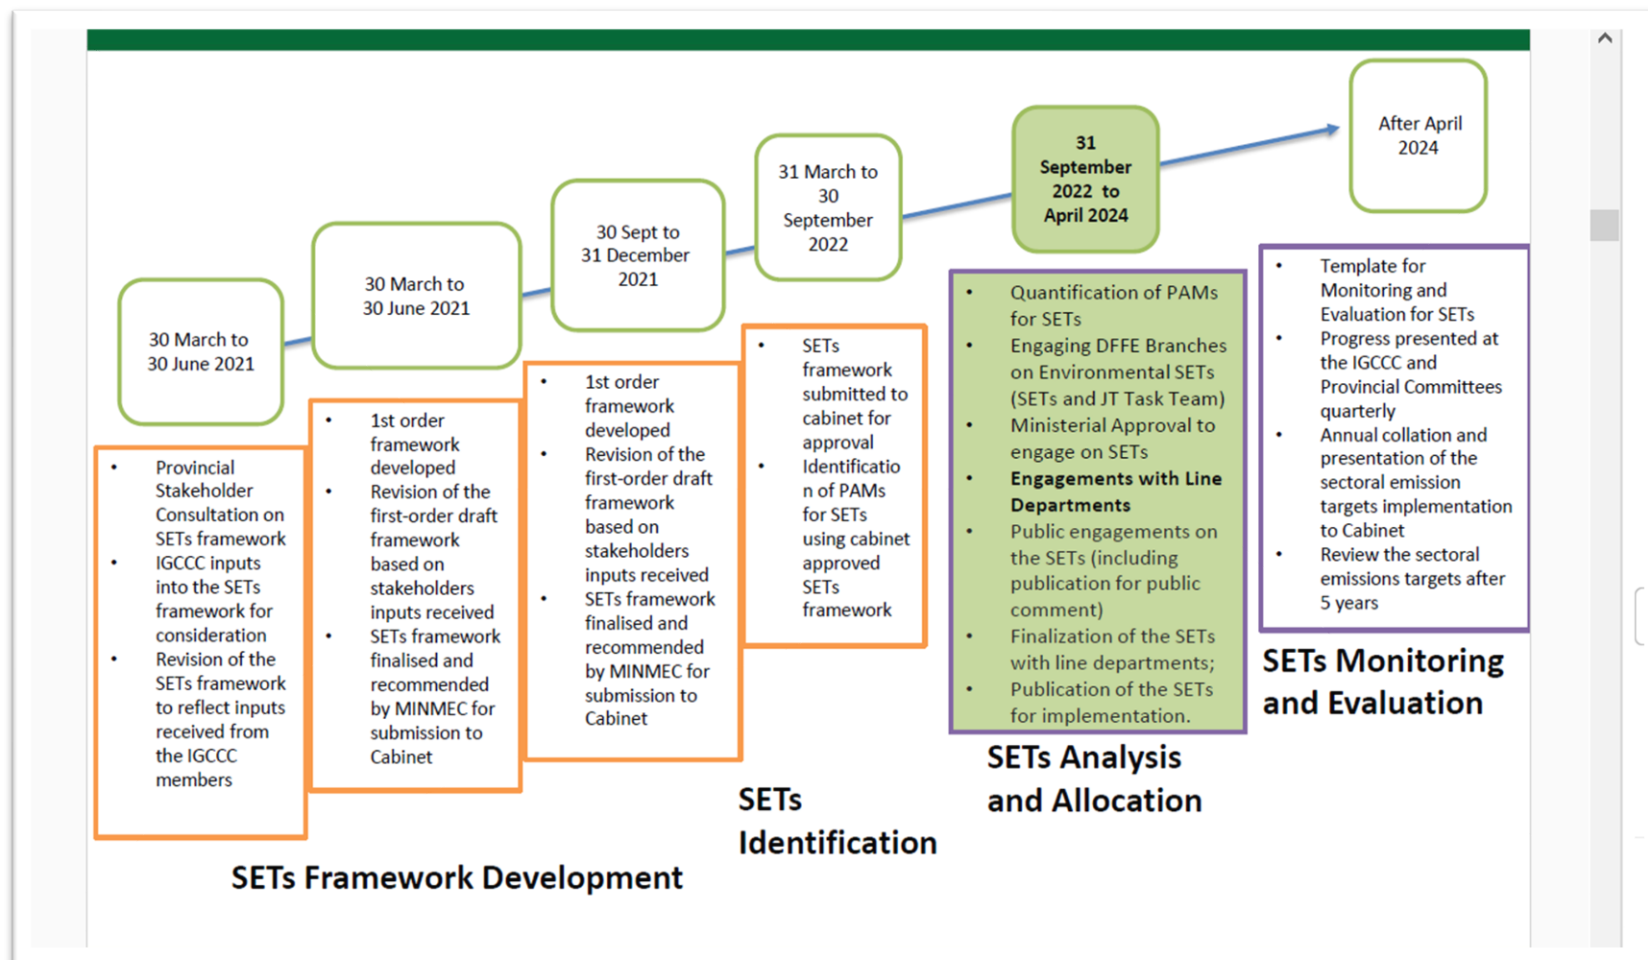 30 March to
30 June 2021
• Provincial
Stakeholder
Consultation on
SETs framework
• IGCCC inputs
into the SETs
framework for
consideration
• Revision of the
SETs framework
to reflect inputs
received from
the IGCCC
members
30 March to
30 June 2021
• 1st order
framework
developed
• Revision of the
first-order draft
framework
based on
stakeholders
inputs received
• SETs framework
finalised and
recommended
by MINMEC for
submission to
Cabinet
30 Sept to
31 December
2021
• 1st order
framework
developed
• Revision of the
first-order draft
framework
based on
stakeholders
inputs received
• SETs framework
finalised and
recommended
by MINMEC for
submission to
Cabinet
SETs Framework Development
31 March to
30
September
2022
• SETs
framework
submitted to
cabinet for
approval
• Identificatio
n of PAMs
for SETs
using cabinet
approved
SETs
framework
SETs
Identification
31
September
2022 to
April 2024
• Quantification of PAMs
for SETs
• Engaging DFFE Branches
on Environmental SETs
(SETs and JT Task Team)
• Ministerial Approval to
engage on SETs
• Engagements with Line
Departments
• Public engagements on
the SETs (including
publication for public
comment)
• Finalization of the SETs
with line departments;
• Publication of the SETs
for implementation.
SETs Analysis
and Allocation
After April
2024
• Template for
Monitoring and
Evaluation for SETs
• Progress presented at
the IGCCC and
Provincial Committees
quarterly
• Annual collation and
presentation of the
sectoral emission
targets implementation
to Cabinet
• Review the sectoral
emissions targets after
5 years
SETs Monitoring
and Evaluation